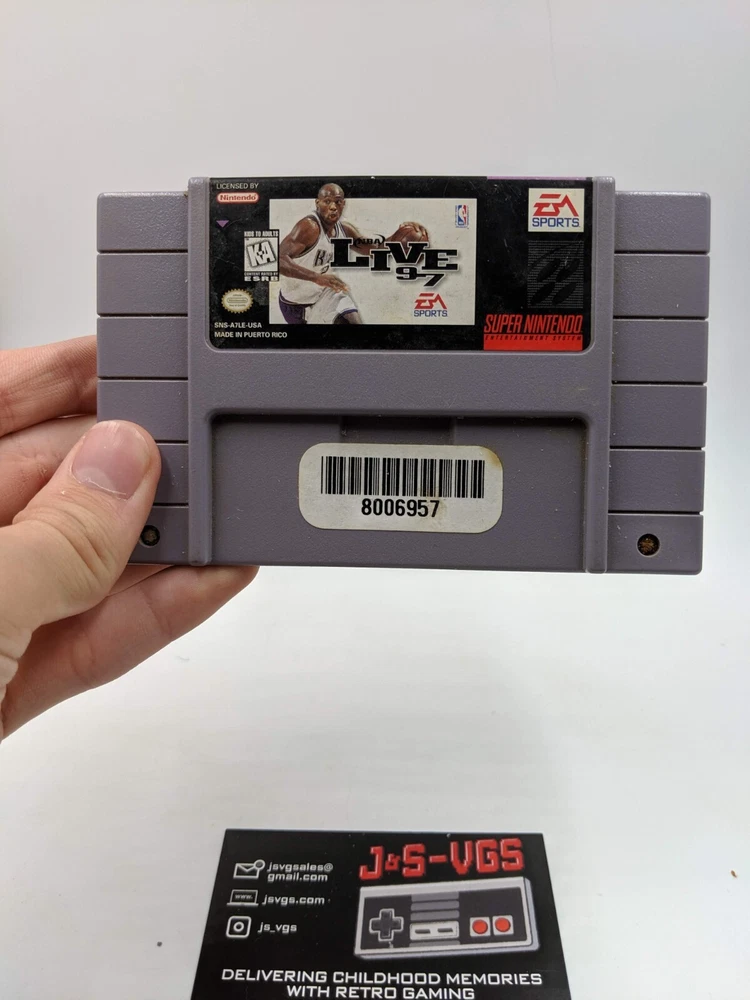 LICENSED BY
Nintendo
KIDS TO ADULTS
K-A
CONTENT RATED BY
ESRB
SNS-A7LE-USA
MADE IN PUERTO RICO
NBA
LIVE
97
EA
SPORTS
EA
SPORTS
SUPER NINTENDO
ENTERTAINMENT SYSTEM
8006957
jsvgsales@
gmail.com
www.
jsvgs.com
js_vgs
J&S-VGS
DELIVERING CHILDHOOD MEMORIES
WITH RETRO GAMING